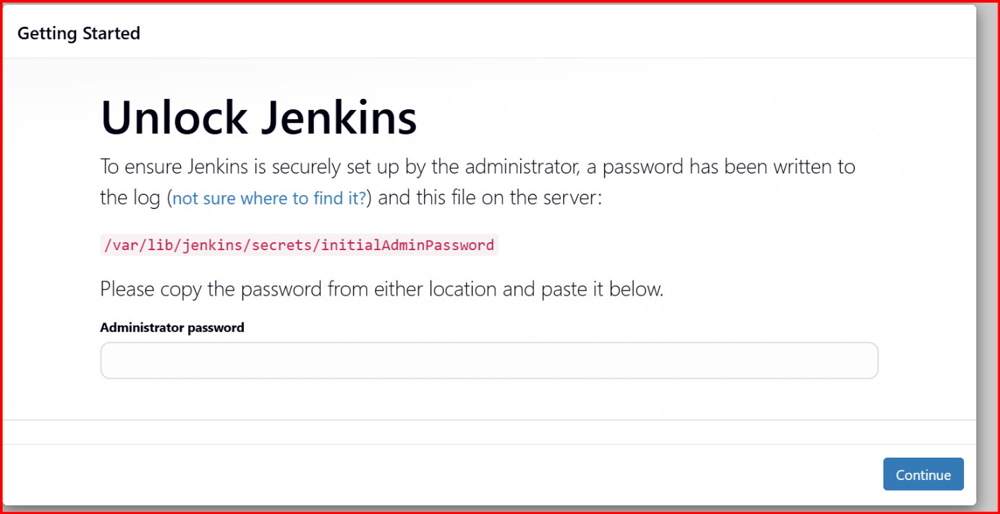 Getting Started
Unlock Jenkins
To ensure Jenkins is securely set up by the administrator, a password has been written to
the log (not sure where to find it?) and this file on the server:
/var/lib/jenkins/secrets/initialAdminPassword
Please copy the password from either location and paste it below.
Administrator password
Continue